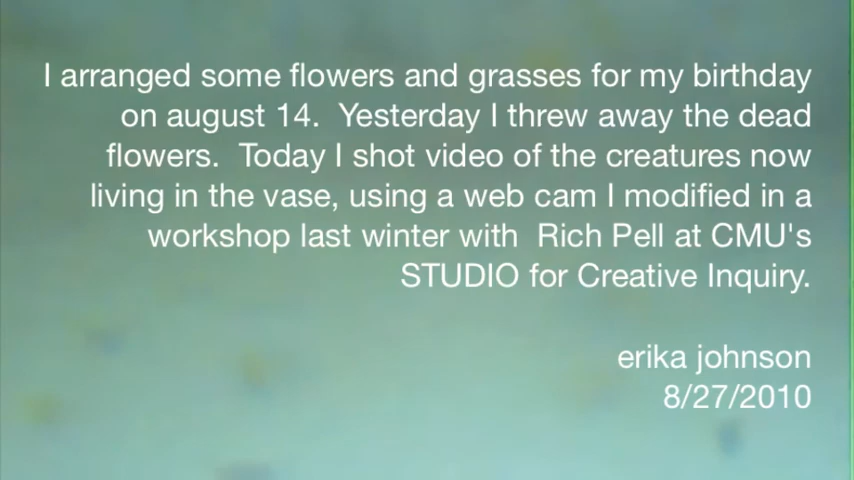 I arranged some flowers and grasses for my birthday
on august 14.  Yesterday I threw away the dead
flowers.  Today I shot video of the creatures now
living in the vase, using a web cam I modified in a
workshop last winter with  Rich Pell at CMU's
STUDIO for Creative Inquiry.
erika johnson
8/27/2010